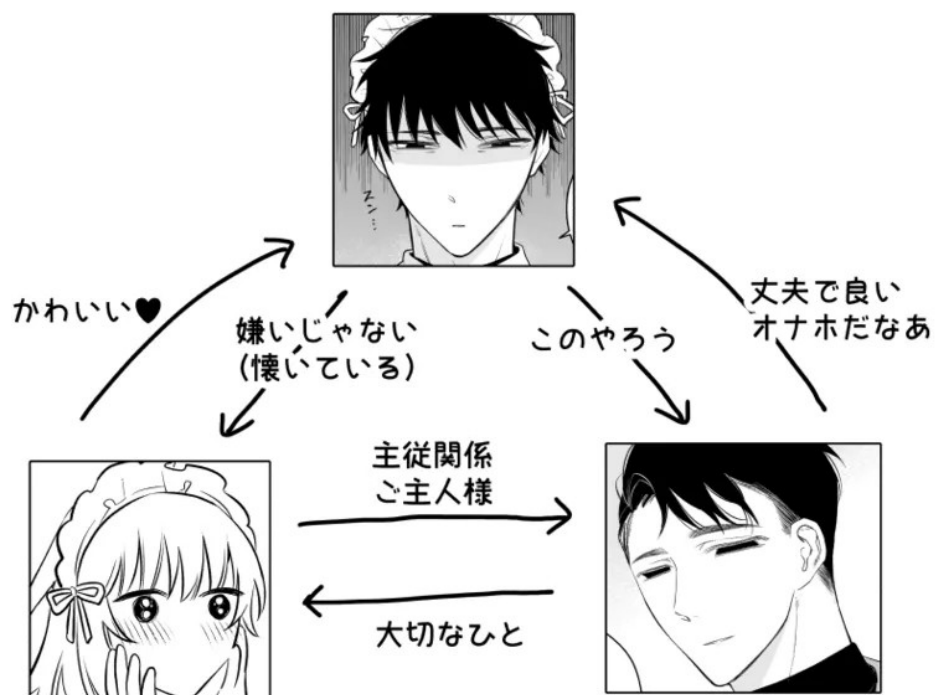 スン…
かわいい♥
嫌いじゃない
(懐いている)
このやろう
丈夫で良い
オナホだなあ
主従関係
ご主人様
大切なひと